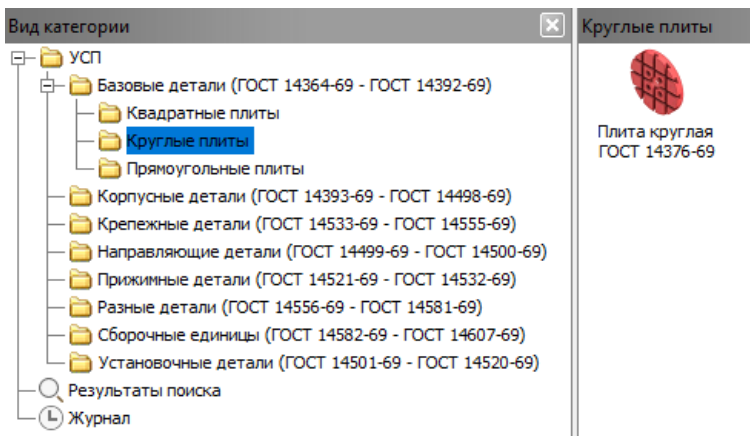 Вид категории
УСП
Базовые детали (ГОСТ 14364-69 - ГОСТ 14392-69)
Квадратные плиты
Круглые плиты
Прямоугольные плиты
Корпусные детали (ГОСТ 14393-69 - ГОСТ 14498-69)
Крепежные детали (ГОСТ 14533-69 - ГОСТ 14555-69)
Направляющие детали (ГОСТ 14499-69 - ГОСТ 14500-69)
Прижимные детали (ГОСТ 14521-69 - ГОСТ 14532-69)
Разные детали (ГОСТ 14556-69 - ГОСТ 14581-69)
Сборочные единицы (ГОСТ 14582-69 - ГОСТ 14607-69)
Установочные детали (ГОСТ 14501-69 - ГОСТ 14520-69)
Результаты поиска
Журнал
Круглые плиты
Плита круглая
ГОСТ 14376-69